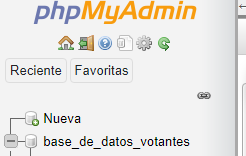 phpMyAdmin
Reciente Favoritas
Nueva
base_de_datos_votantes